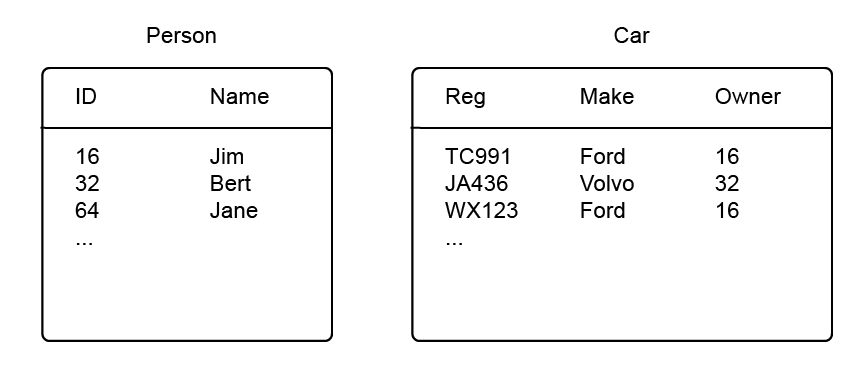 Person
ID Name
16 Jim
32 Bert
64 Jane
...
Car
Reg Make Owner
TC991 Ford 16
JA436 Volvo 32
WX123 Ford 16
...